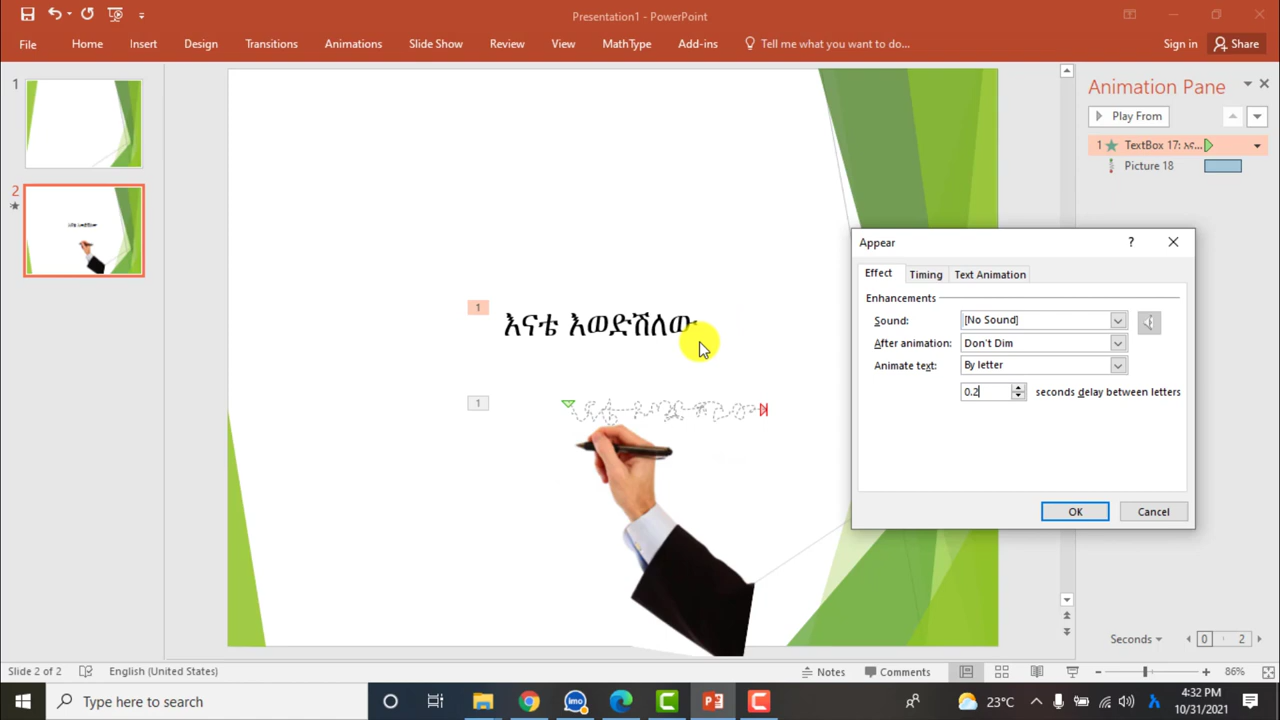 Presentation1 - PowerPoint
File Home Insert Design Transitions Animations Slide Show Review View MathType Add-ins Tell me what you want to do... Sign in Share
1
2
Animation Pane
Play From
1 TextBox 17: እና...
Picture 18
Appear
Effect Timing Text Animation
Enhancements
Sound: [No Sound]
After animation: Don't Dim
Animate text: By letter
0.2 seconds delay between letters
OK Cancel
1
እናቴ እወድሻለው
1
Seconds 0 2
Slide 2 of 2 English (United States) Notes Comments 86%
Type here to search
imo
23°C
4:32 PM
10/31/2021